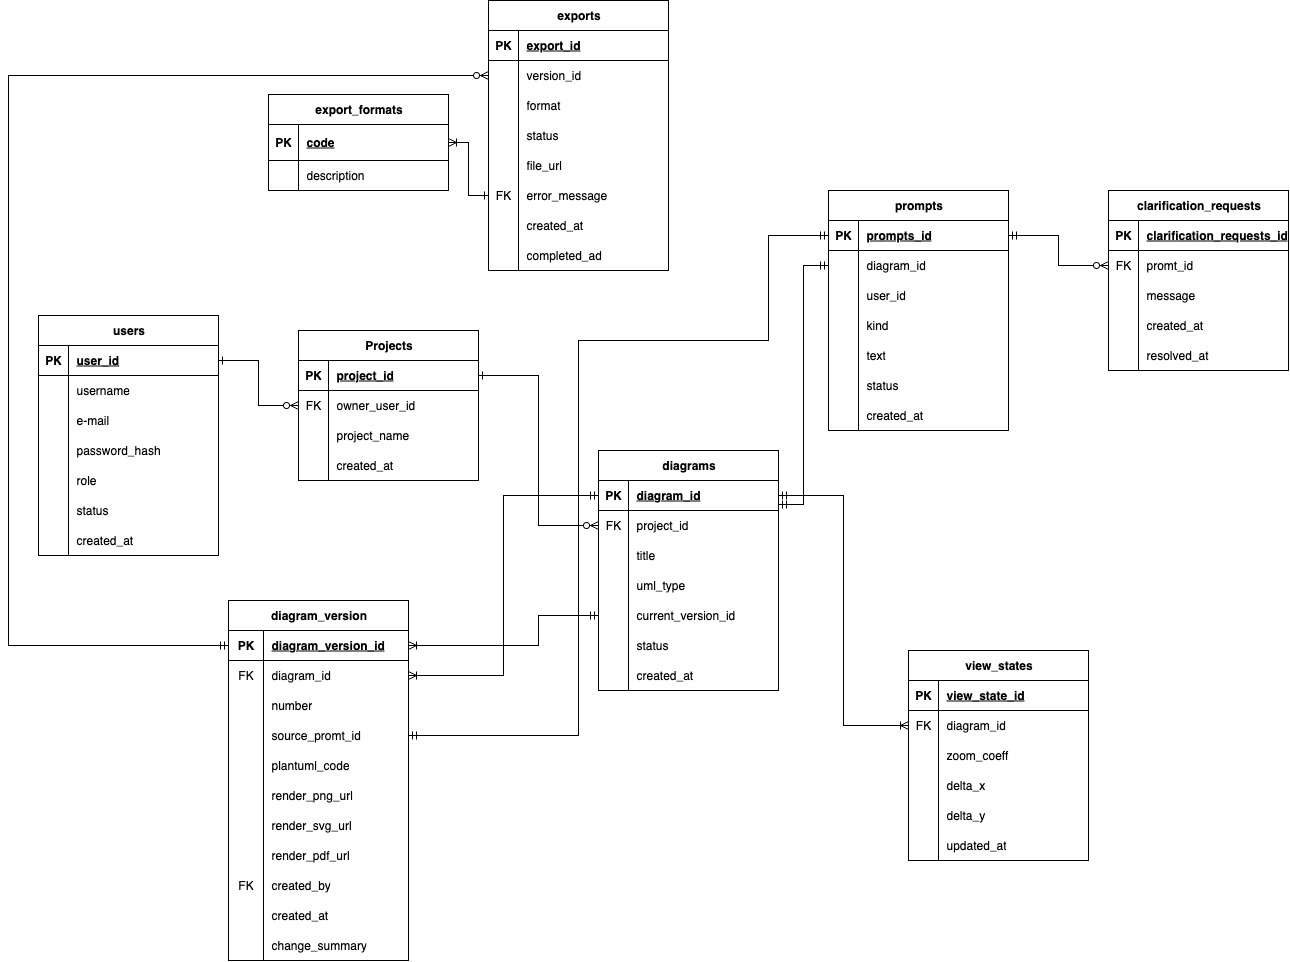 exports
PK export_id
version_id
format
status
file_url
FK error_message
created_at
completed_ad
export_formats
PK code
description
prompts
PK prompts_id
diagram_id
user_id
kind
text
status
created_at
clarification_requests
PK clarification_requests_id
FK promt_id
message
created_at
resolved_at
users
PK user_id
username
e-mail
password_hash
role
status
created_at
Projects
PK project_id
FK owner_user_id
project_name
created_at
diagrams
PK diagram_id
FK project_id
title
uml_type
current_version_id
status
created_at
diagram_version
PK diagram_version_id
FK diagram_id
number
source_promt_id
plantuml_code
render_png_url
render_svg_url
render_pdf_url
FK created_by
created_at
change_summary
view_states
PK view_state_id
FK diagram_id
zoom_coeff
delta_x
delta_y
updated_at